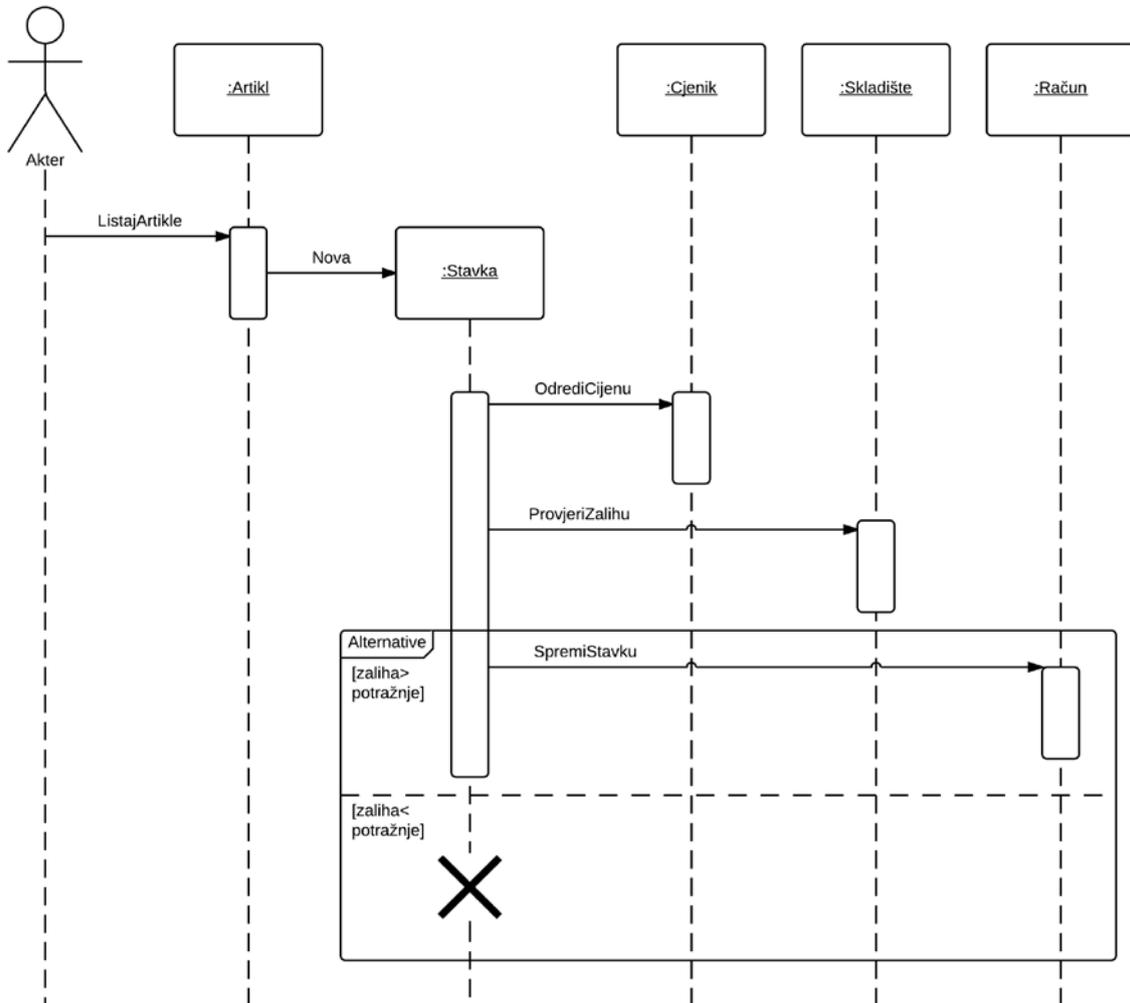 :Artikl
:Cjenik
:Skladište
:Račun
Akter
ListajArtikle
Nova
:Stavka
OdrediCijenu
ProvjeriZalihu
Alternative
SpremiStavku
[zaliha>
potražnje]
[zaliha<
potražnje]